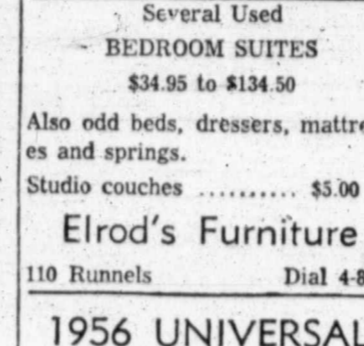 Several Used
BEDROOM SUITES
$34.95 to $134.50
Also odd beds, dressers, mattre
es and springs.
Studio couches .......... $5.00
Elrod's Furniture
110 Runnels Dial 4-8
1956 UNIVERSAL